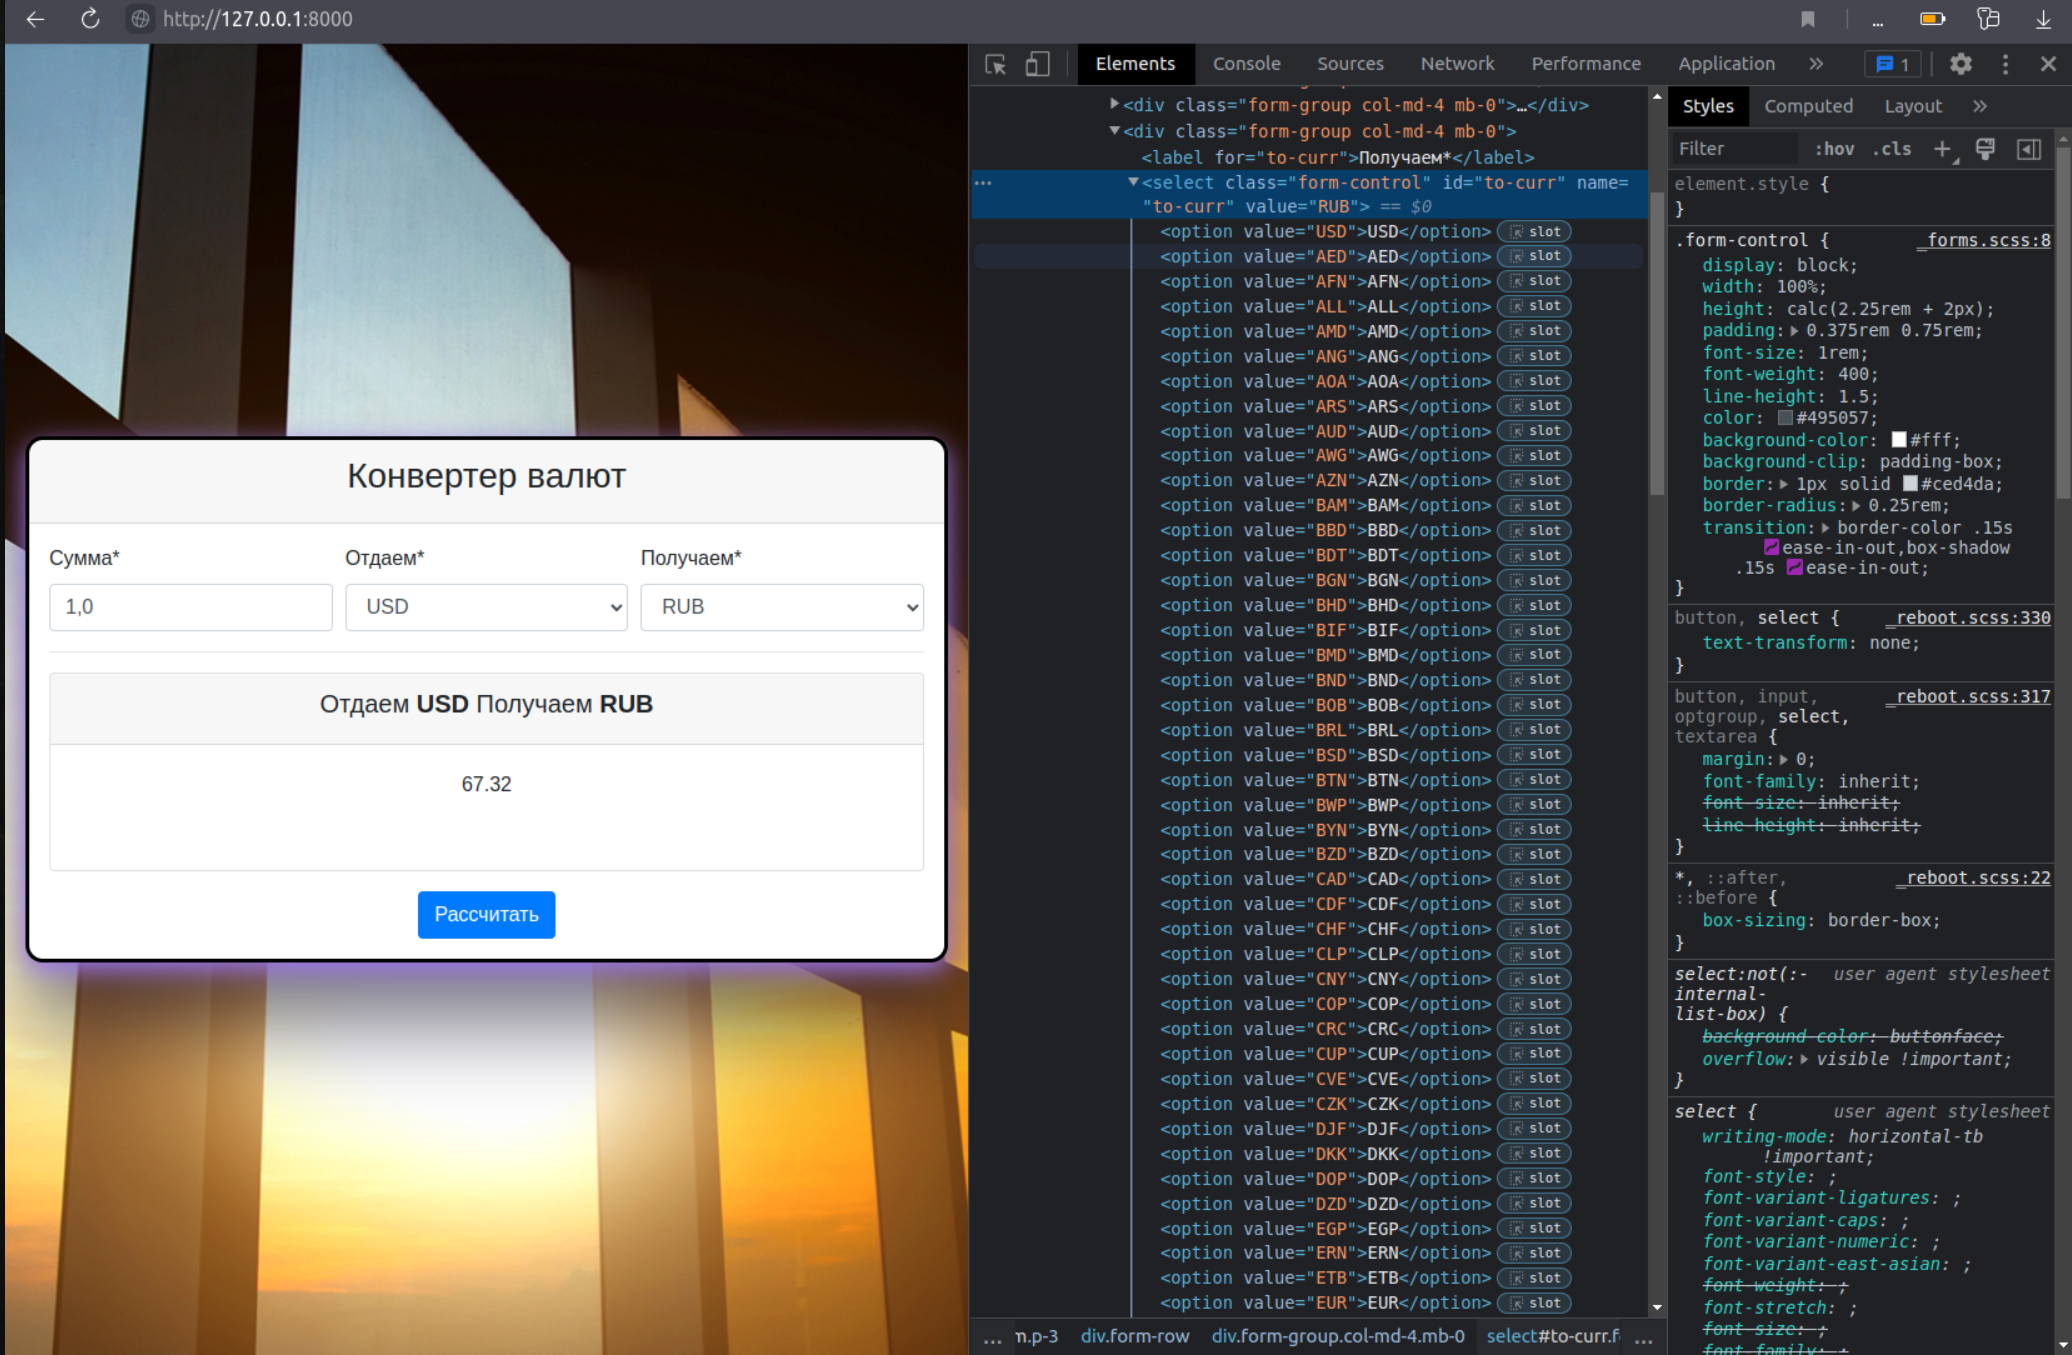 http://127.0.0.1:8000
...
Конвертер валют
Сумма*
Отдаем*
Получаем*
1,0
USD
RUB
Отдаем USD Получаем RUB
67.32
Рассчитать
Elements
Console
Sources
Network
Performance
Application
1
<div class="form-group col-md-4 mb-0">…</div>
<div class="form-group col-md-4 mb-0">
<label for="to-curr">Получаем*</label>
<select class="form-control" id="to-curr" name=
"to-curr" value="RUB"> == $0
<option value="USD">USD</option> slot
<option value="AED">AED</option> slot
<option value="AFN">AFN</option> slot
<option value="ALL">ALL</option> slot
<option value="AMD">AMD</option> slot
<option value="ANG">ANG</option> slot
<option value="AOA">AOA</option> slot
<option value="ARS">ARS</option> slot
<option value="AUD">AUD</option> slot
<option value="AWG">AWG</option> slot
<option value="AZN">AZN</option> slot
<option value="BAM">BAM</option> slot
<option value="BBD">BBD</option> slot
<option value="BDT">BDT</option> slot
<option value="BGN">BGN</option> slot
<option value="BHD">BHD</option> slot
<option value="BIF">BIF</option> slot
<option value="BMD">BMD</option> slot
<option value="BND">BND</option> slot
<option value="BOB">BOB</option> slot
<option value="BRL">BRL</option> slot
<option value="BSD">BSD</option> slot
<option value="BTN">BTN</option> slot
<option value="BWP">BWP</option> slot
<option value="BYN">BYN</option> slot
<option value="BZD">BZD</option> slot
<option value="CAD">CAD</option> slot
<option value="CDF">CDF</option> slot
<option value="CHF">CHF</option> slot
<option value="CLP">CLP</option> slot
<option value="CNY">CNY</option> slot
<option value="COP">COP</option> slot
<option value="CRC">CRC</option> slot
<option value="CUP">CUP</option> slot
<option value="CVE">CVE</option> slot
<option value="CZK">CZK</option> slot
<option value="DJF">DJF</option> slot
<option value="DKK">DKK</option> slot
<option value="DOP">DOP</option> slot
<option value="DZD">DZD</option> slot
<option value="EGP">EGP</option> slot
<option value="ERN">ERN</option> slot
<option value="ETB">ETB</option> slot
<option value="EUR">EUR</option> slot
... m.p-3 div.form-row div.form-group.col-md-4.mb-0 select#to-curr.f ...
Styles
Computed
Layout
Filter
:hov
.cls
element.style {
}
.form-control { _forms.scss:8
display: block;
width: 100%;
height: calc(2.25rem + 2px);
padding: 0.375rem 0.75rem;
font-size: 1rem;
font-weight: 400;
line-height: 1.5;
color: #495057;
background-color: #fff;
background-clip: padding-box;
border: 1px solid #ced4da;
border-radius: 0.25rem;
transition: border-color .15s
ease-in-out,box-shadow
.15s ease-in-out;
}
button, select { _reboot.scss:330
text-transform: none;
}
button, input, _reboot.scss:317
optgroup, select,
textarea {
margin: 0;
font-family: inherit;
font-size: inherit;
line-height: inherit;
}
*, ::after, _reboot.scss:22
::before {
box-sizing: border-box;
}
select:not(:- user agent stylesheet
internal-
list-box) {
background-color: buttonface;
overflow: visible !important;
}
select { user agent stylesheet
writing-mode: horizontal-tb
!important;
font-style: ;
font-variant-ligatures: ;
font-variant-caps: ;
font-variant-numeric: ;
font-variant-east-asian: ;
font-weight: ;
font-stretch: ;
font-size: ;
font-family: ;